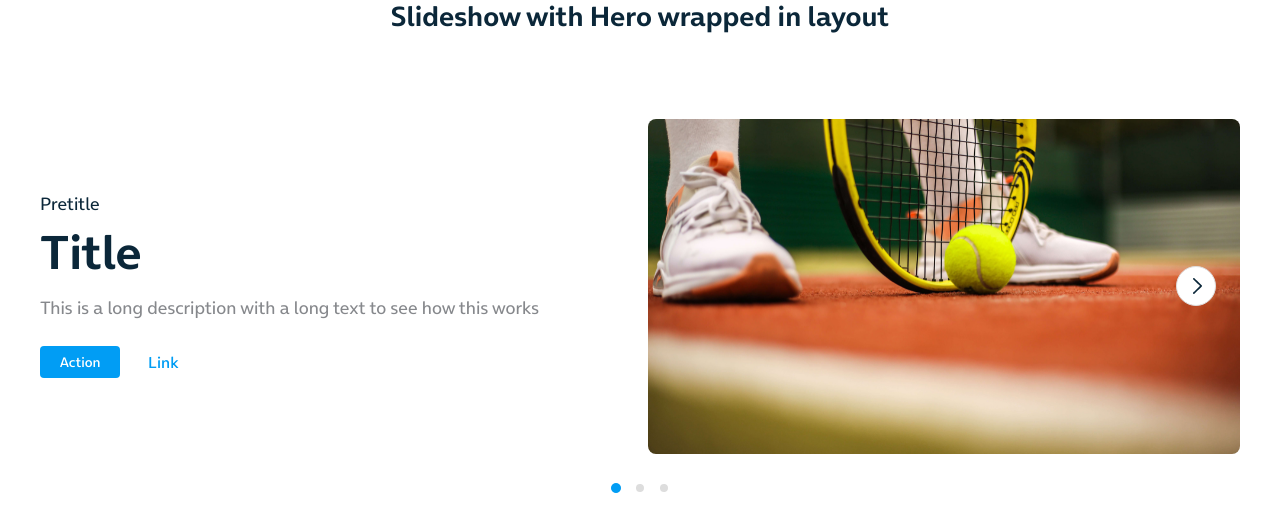 Slideshow with Hero wrapped in layout
Pretitle
Title
This is a long description with a long text to see how this works
Action
Link